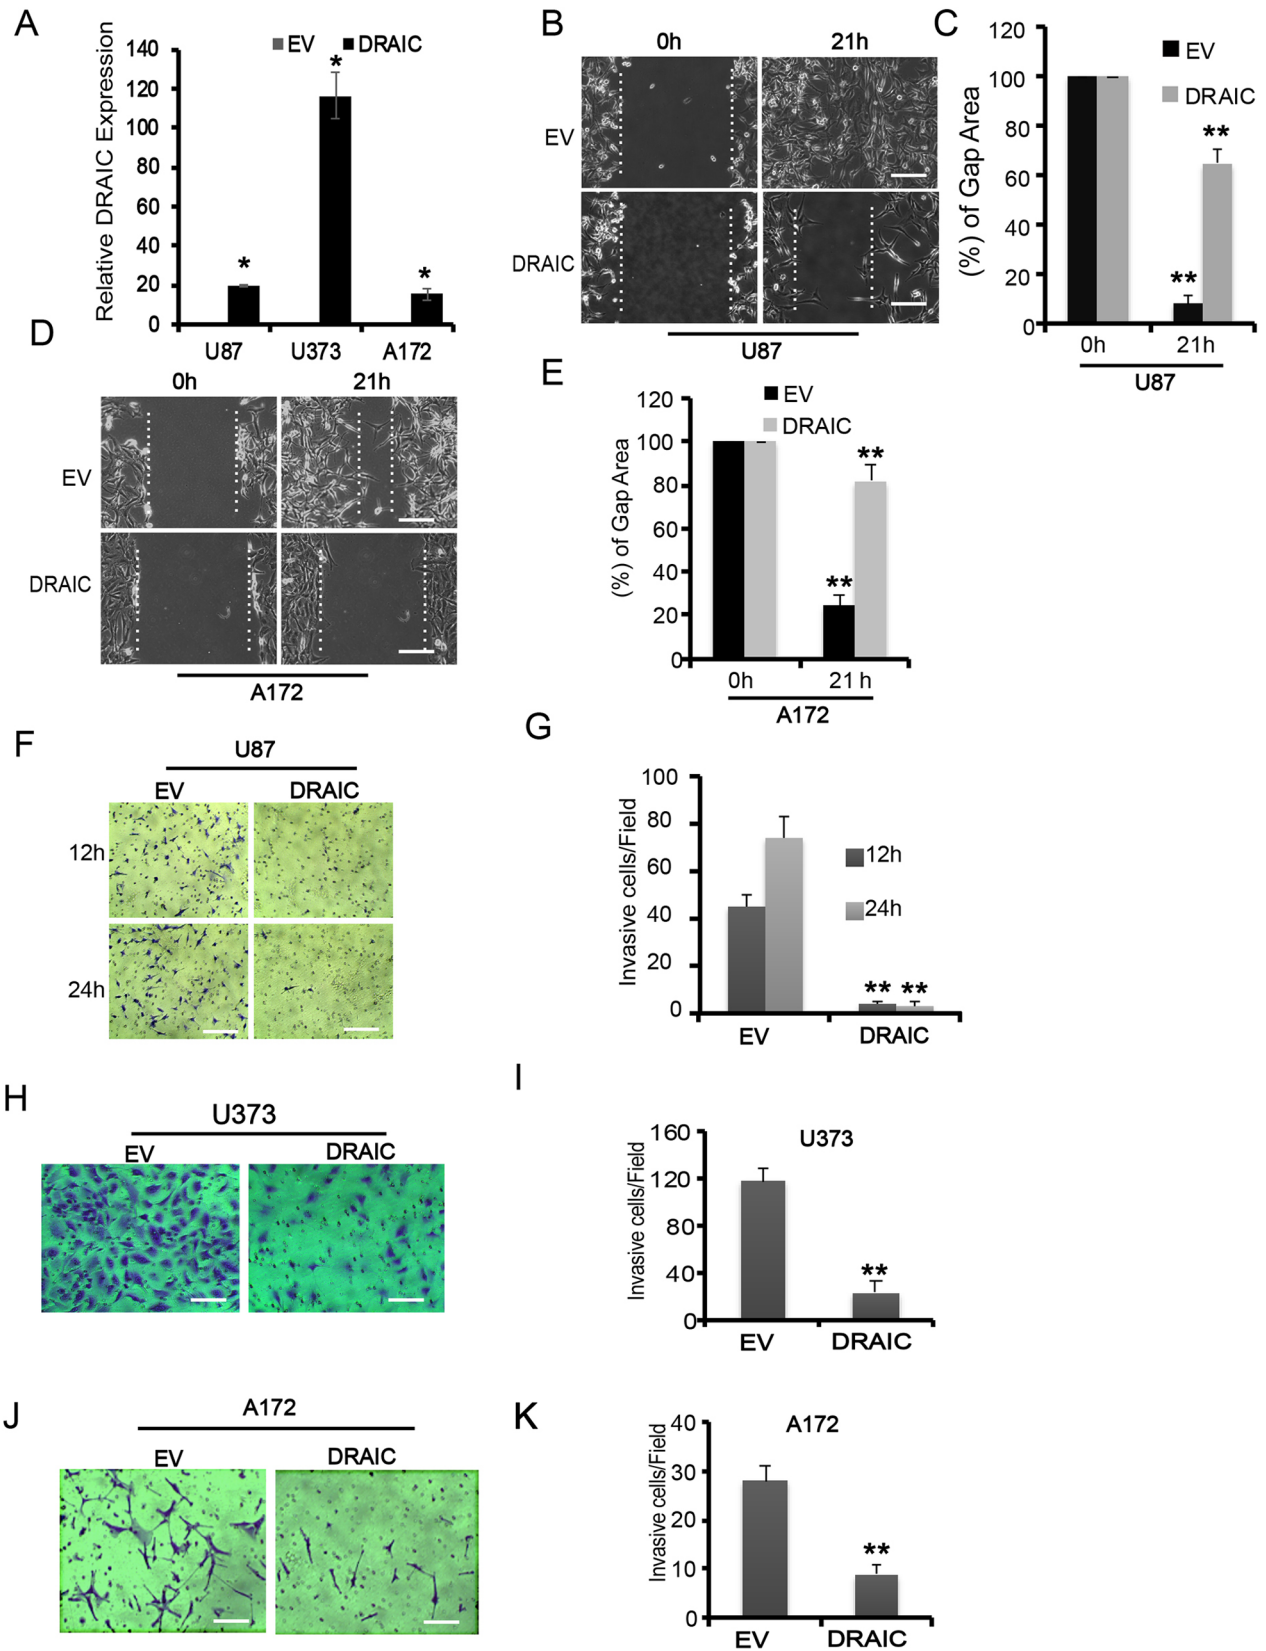 A
Relative DRAIC Expression
EV DRAIC
140
120
100
80
60
40
20
0
*
*
*
U87 U373 A172
B
0h 21h
EV
DRAIC
U87
C
(%) of Gap Area
120
100
80
60
40
20
0
EV
DRAIC
**
**
0h 21h
U87
D
0h 21h
EV
DRAIC
A172
E
(%) of Gap Area
120
100
80
60
40
20
0
EV
DRAIC
**
**
0h 21 h
A172
F
U87
EV DRAIC
12h
24h
G
Invasive cells/Field
100
80
60
40
20
0
12h
24h
** **
EV DRAIC
H
U373
EV DRAIC
I
Invasive cells/Field
160
120
80
40
0
U373
**
EV DRAIC
J
A172
EV DRAIC
K
Invasive cells/Field
40
30
20
10
0
A172
**
EV DRAIC